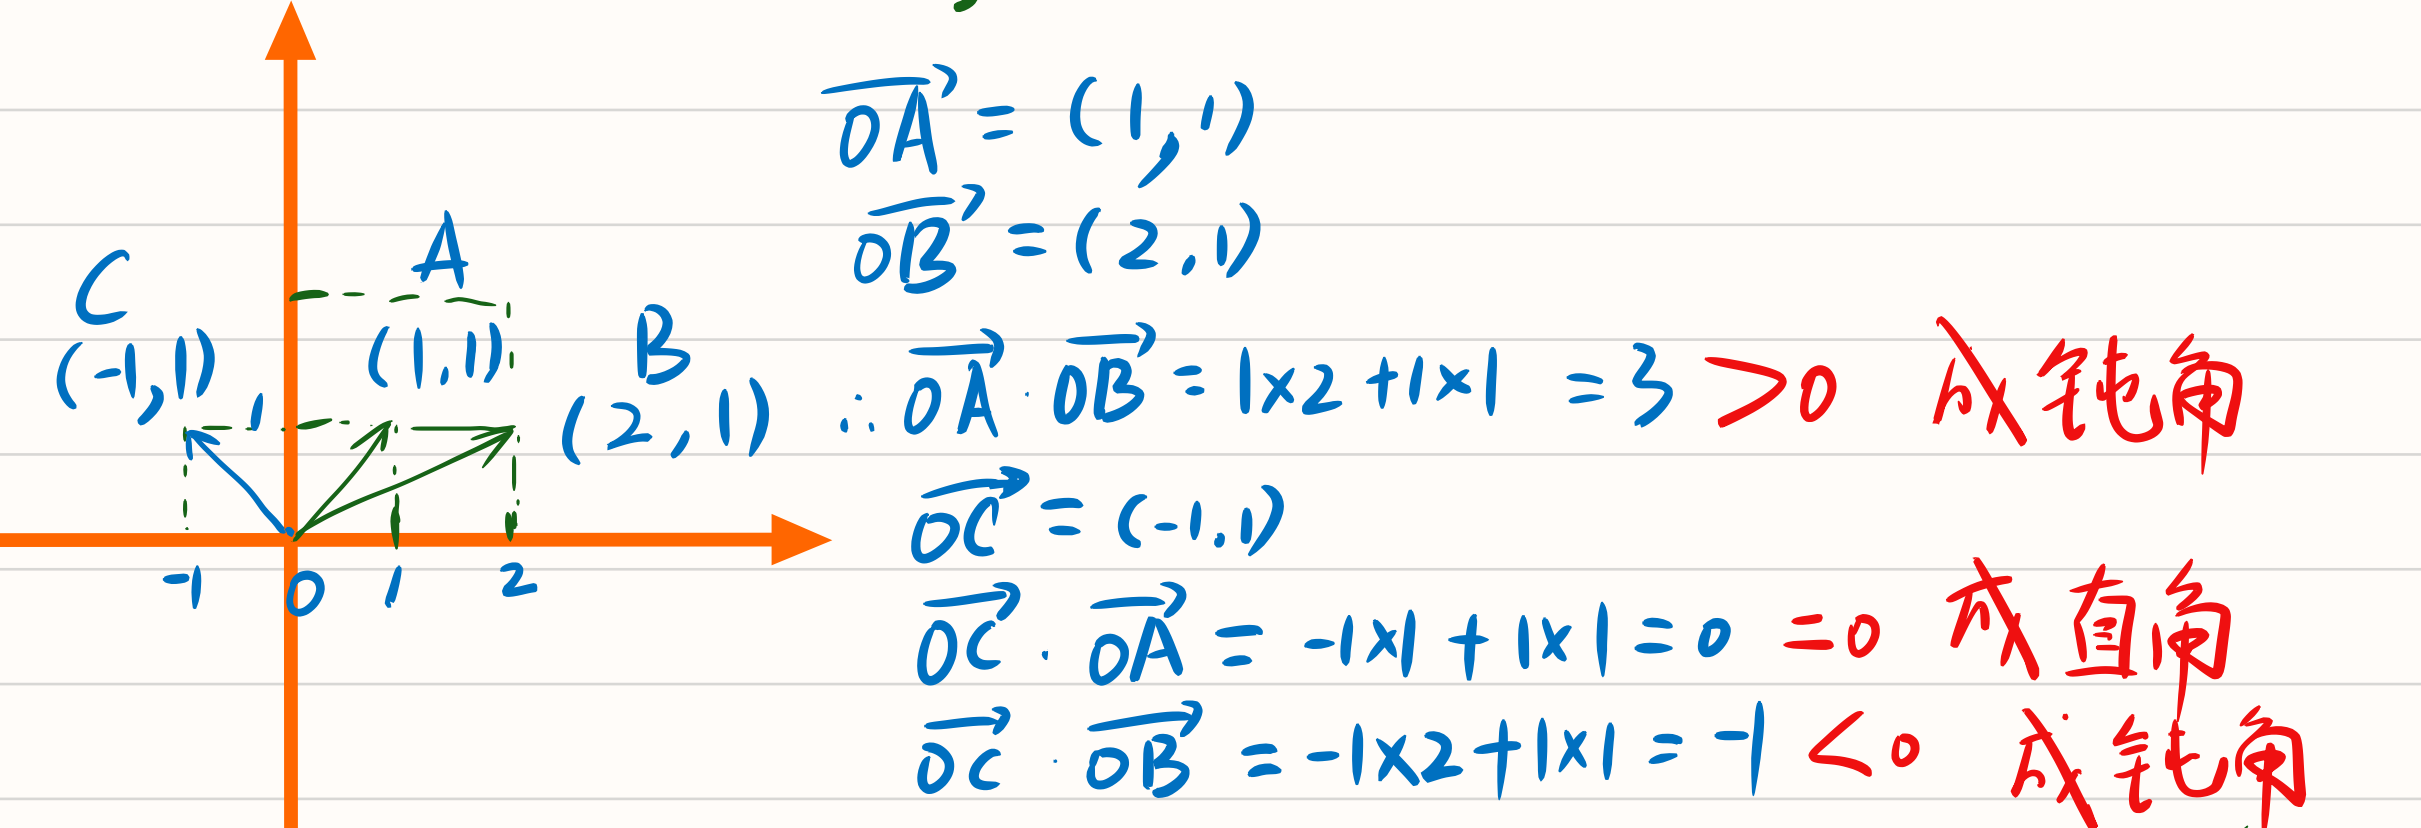 OA = (1,1)
OB = (2,1)
C
A
(-1,1)
(1,1)
B
(2,1)
1
∴ OA · OB = 1×2+1×1 = 3 >0 成钝角
OC = (-1,1)
-1 0 1 2
OC · OA = -1×1+1×1=0 =0 成直角
OC · OB = -1×2+1×1=-1 <0 成钝角